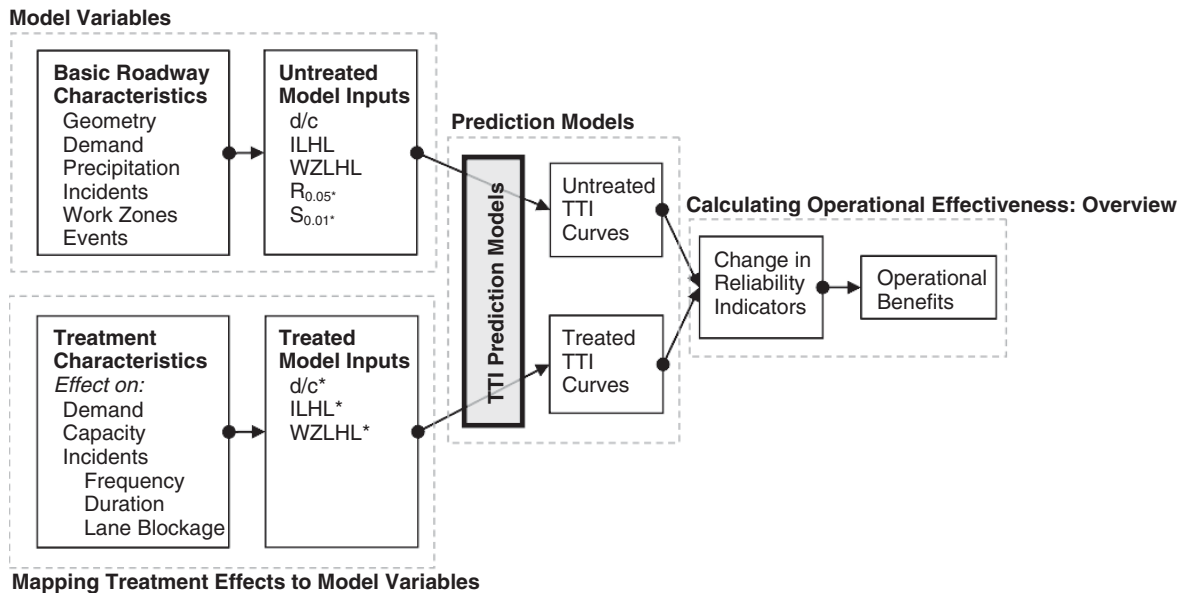 Model Variables
Basic Roadway
Characteristics
Geometry
Demand
Precipitation
Incidents
Work Zones
Events
Untreated
Model Inputs
d/c
ILHL
WZLHL
R0.05*
S0.01*
Treatment
Characteristics
Effect on:
Demand
Capacity
Incidents
Frequency
Duration
Lane Blockage
Treated
Model Inputs
d/c*
ILHL*
WZLHL*
Mapping Treatment Effects to Model Variables
Prediction Models
TTI Prediction Models
Untreated
TTI
Curves
Treated
TTI
Curves
Calculating Operational Effectiveness: Overview
Change in
Reliability
Indicators
Operational
Benefits